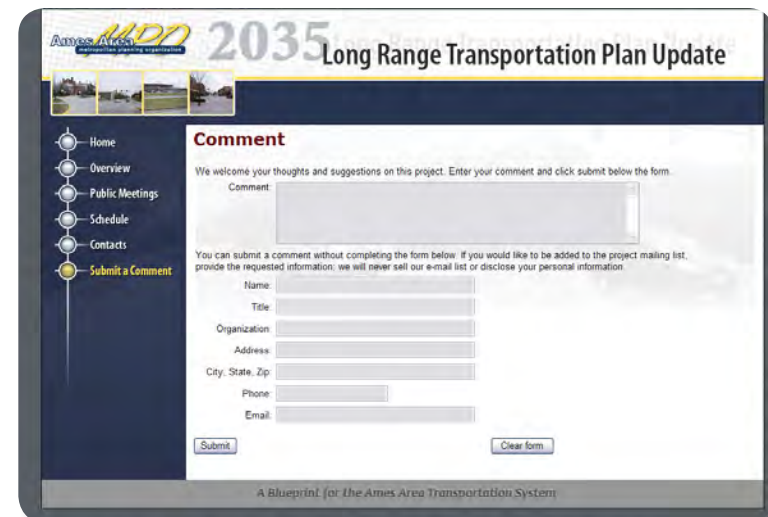 Ames Area MPO
metropolitan planning organization
2035 Long Range Transportation Plan Update
Long Range Transportation Plan Update
Home
Overview
Public Meetings
Schedule
Contacts
Submit a Comment
Comment
We welcome your thoughts and suggestions on this project. Enter your comment and click submit below the form.
Comment:
You can submit a comment without completing the form below. If you would like to be added to the project mailing list,
provide the requested information; we will never sell our e-mail list or disclose your personal information.
Name:
Title:
Organization:
Address:
City, State, Zip:
Phone:
Email:
Submit
Clear form
A Blueprint for the Ames Area Transportation System